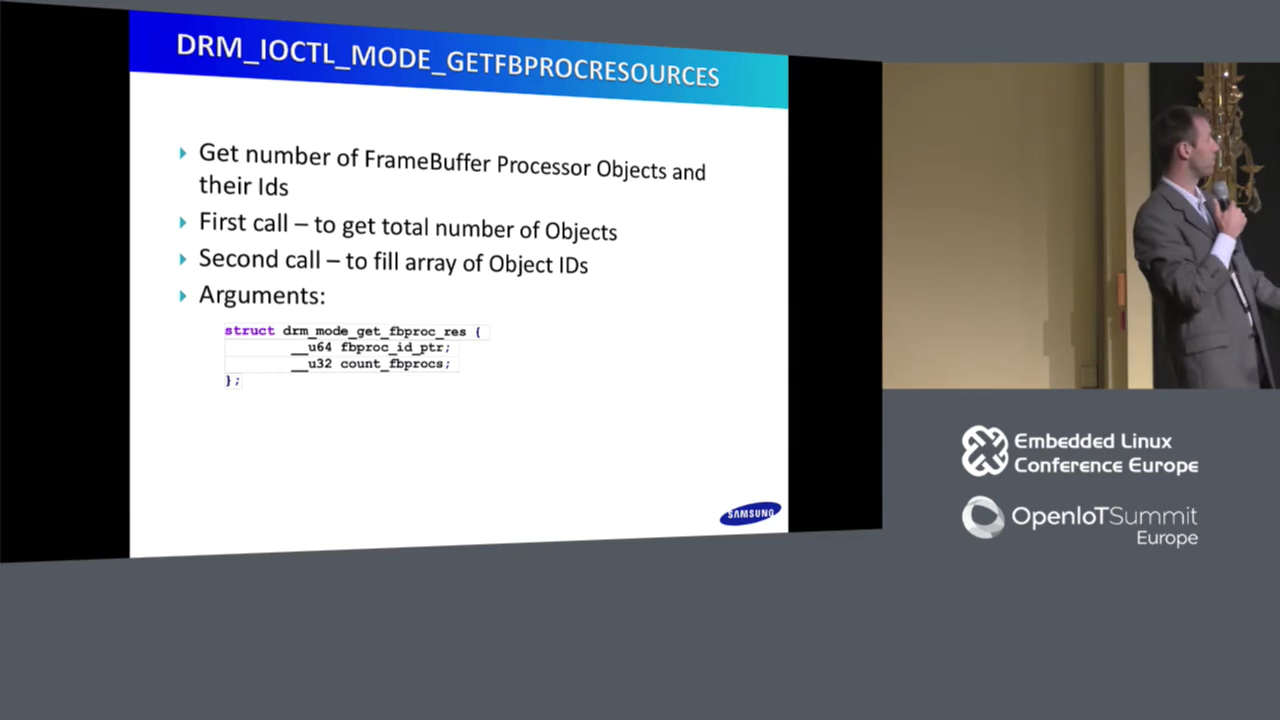 DRM_IOCTL_MODE_GETFBPROCRESOURCES
Get number of FrameBuffer Processor Objects and
their Ids
First call – to get total number of Objects
Second call – to fill array of Object IDs
Arguments:
struct drm_mode_get_fbproc_res {
__u64 fbproc_id_ptr;
__u32 count_fbprocs;
};
SAMSUNG
Embedded Linux
Conference Europe
OpenIoTSummit
Europe